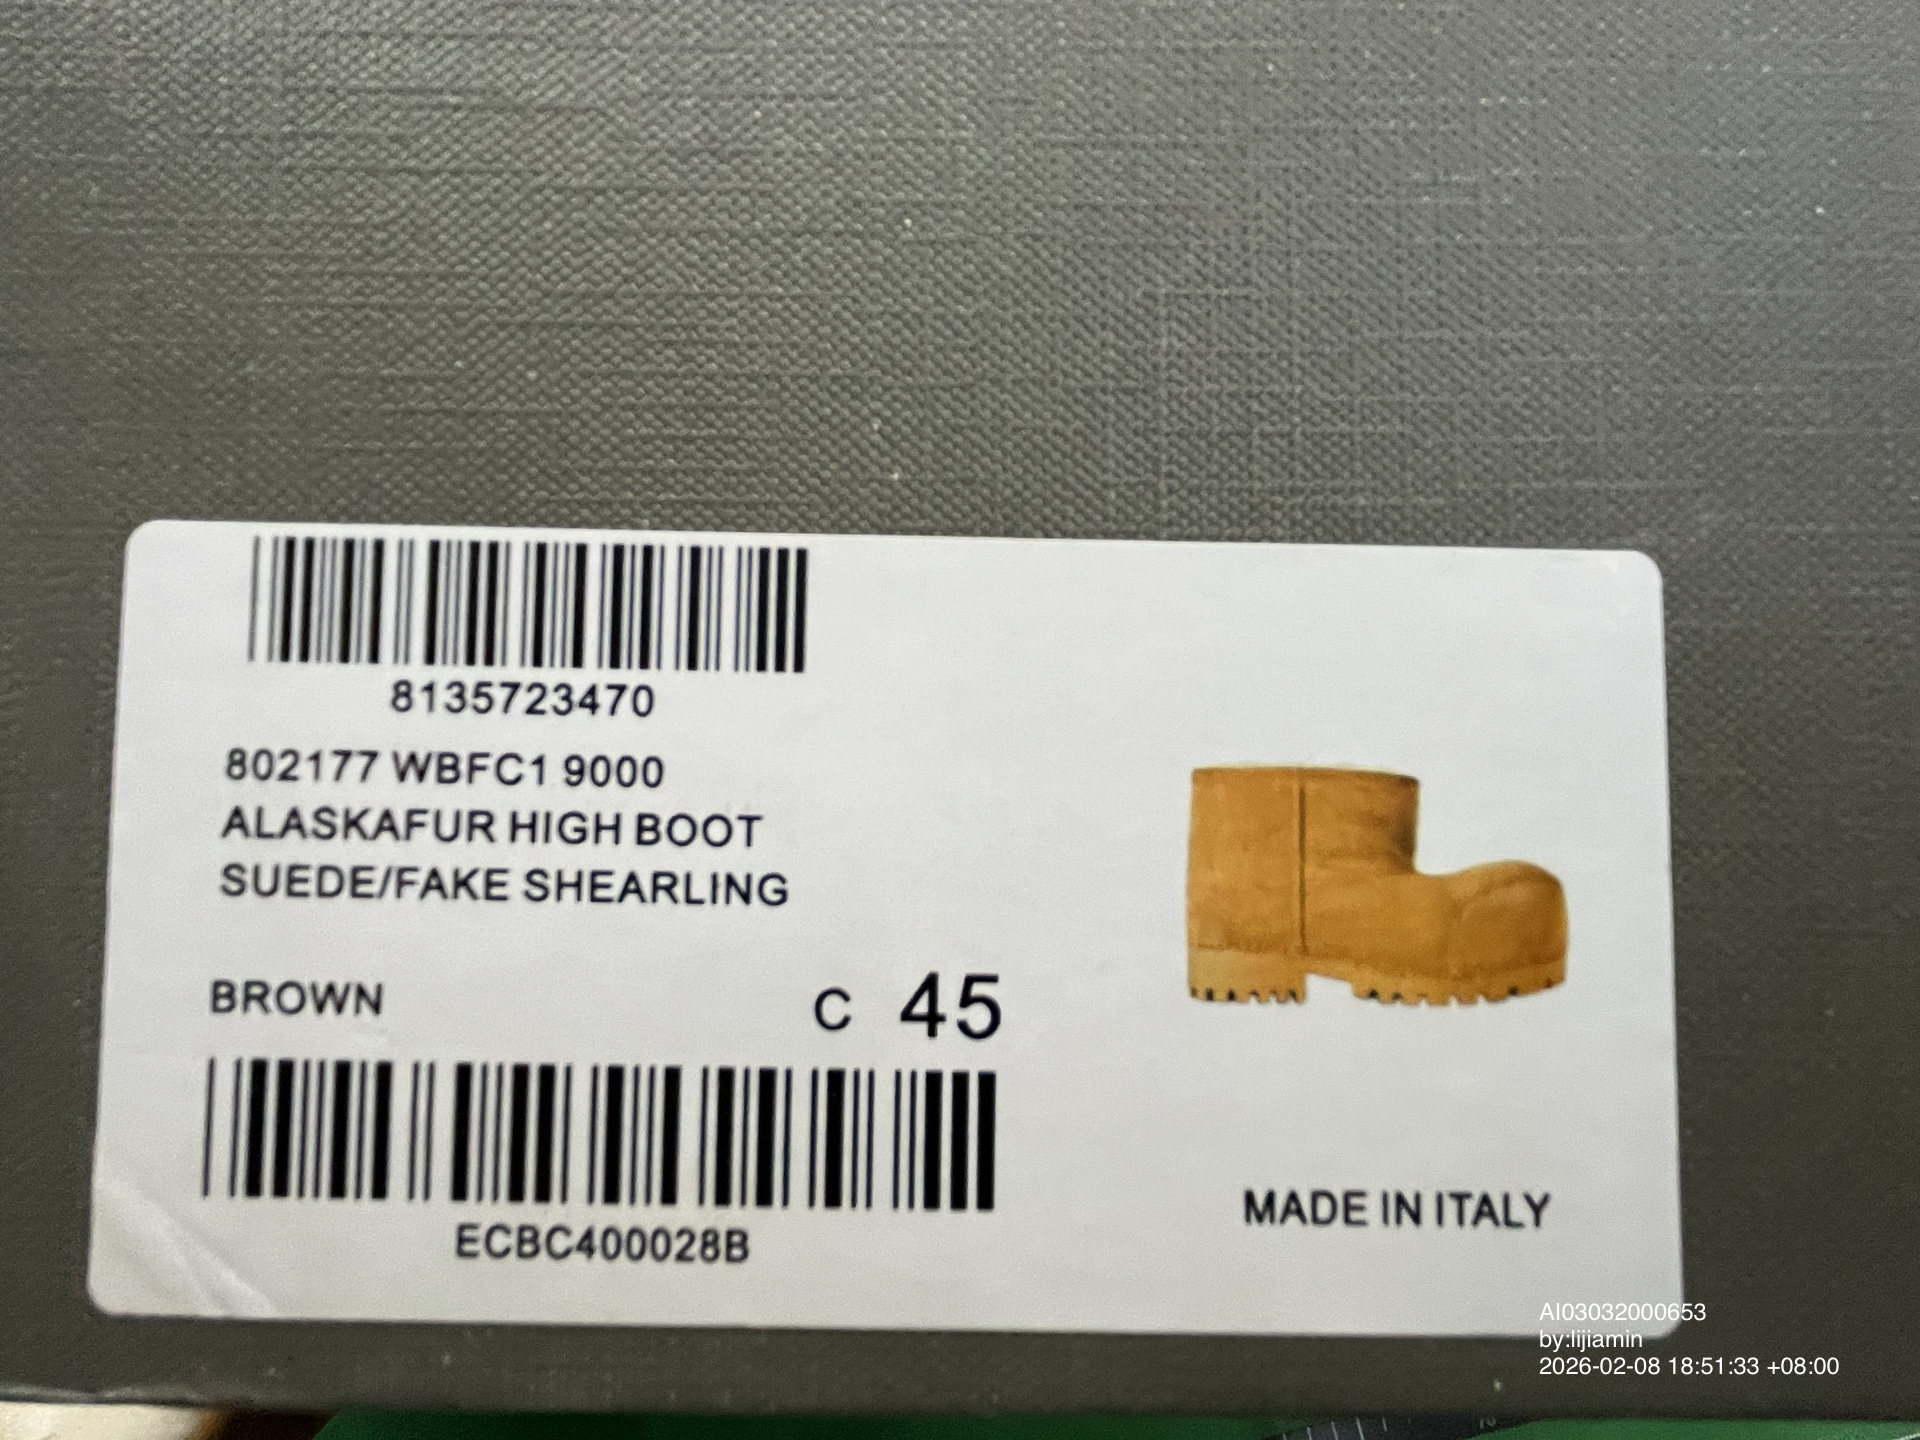 8135723470
802177 WBFC1 9000
ALASKAFUR HIGH BOOT
SUEDE/FAKE SHEARLING
BROWN C 45
ECBC400028B
MADE IN ITALY
AI03032000653
by:lijiamin
2026-02-08 18:51:33 +08:00